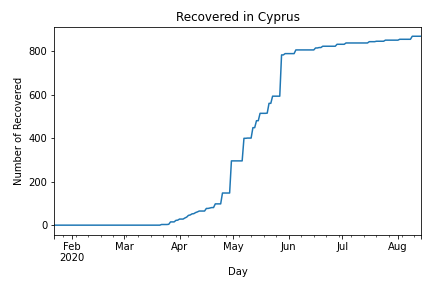 Recovered in Cyprus
Number of Recovered
800
600
400
200
0
Feb
2020
Mar
Apr
May
Jun
Jul
Aug
Day